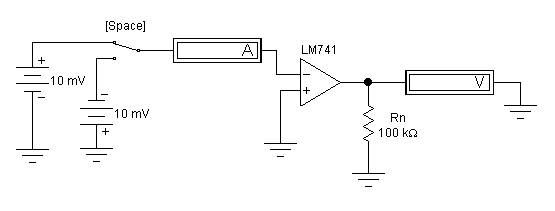 [Space]
A
LM741
+
10 mV
−
−
10 mV
+
−
+
V
Rn
100 kΩ